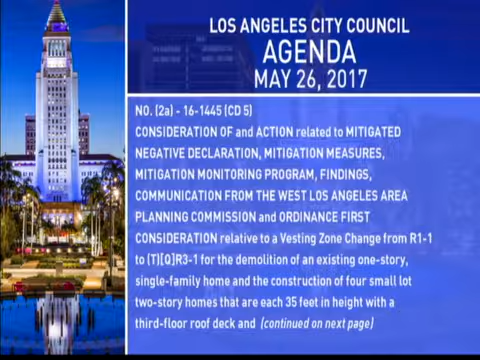 LOS ANGELES CITY COUNCIL
AGENDA
MAY 26, 2017
NO. (2a) - 16-1445 (CD 5)
CONSIDERATION OF and ACTION related to MITIGATED
NEGATIVE DECLARATION, MITIGATION MEASURES,
MITIGATION MONITORING PROGRAM, FINDINGS,
COMMUNICATION FROM THE WEST LOS ANGELES AREA
PLANNING COMMISSION and ORDINANCE FIRST
CONSIDERATION relative to a Vesting Zone Change from R1-1
to (T)[Q]R3-1 for the demolition of an existing one-story,
single-family home and the construction of four small lot
two-story homes that are each 35 feet in height with a
third-floor roof deck and (continued on next page)